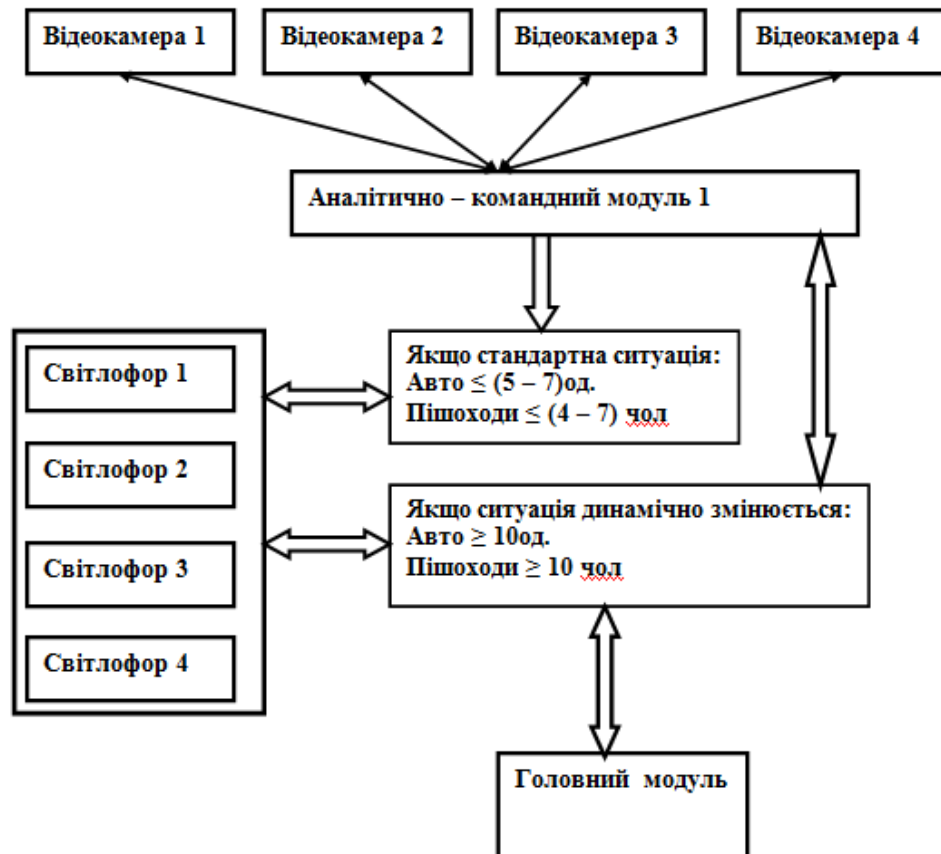 Відеокамера 1
Відеокамера 2
Відеокамера 3
Відеокамера 4
Аналітично – командний модуль 1
Якщо стандартна ситуація:
Авто ≤ (5 – 7)од.
Пішоходи ≤ (4 – 7) чол
Світлофор 1
Світлофор 2
Світлофор 3
Світлофор 4
Якщо ситуація динамічно змінюється:
Авто ≥ 10од.
Пішоходи ≥ 10 чол
Головний модуль